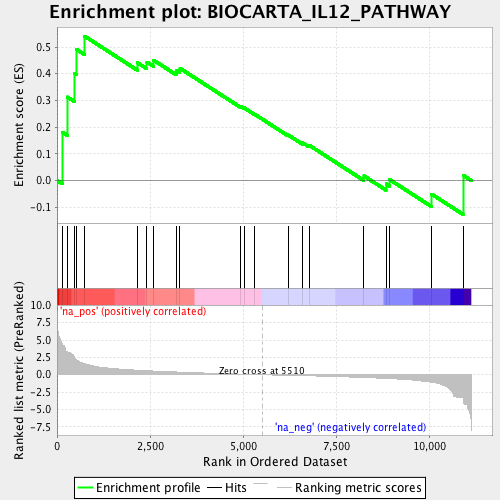 Enrichment plot: BIOCARTA_IL12_PATHWAY
Enrichment score (ES)
0.5
0.4
0.3
0.2
0.1
0.0
-0.1
Ranked list metric (PreRanked)
10.0
7.5
5.0
2.5
0.0
-2.5
-5.0
-7.5
'na_pos' (positively correlated)
Zero cross at 5510
'na_neg' (negatively correlated)
0
2,500
5,000
7,500
10,000
Rank in Ordered Dataset
Enrichment profile
Hits
Ranking metric scores